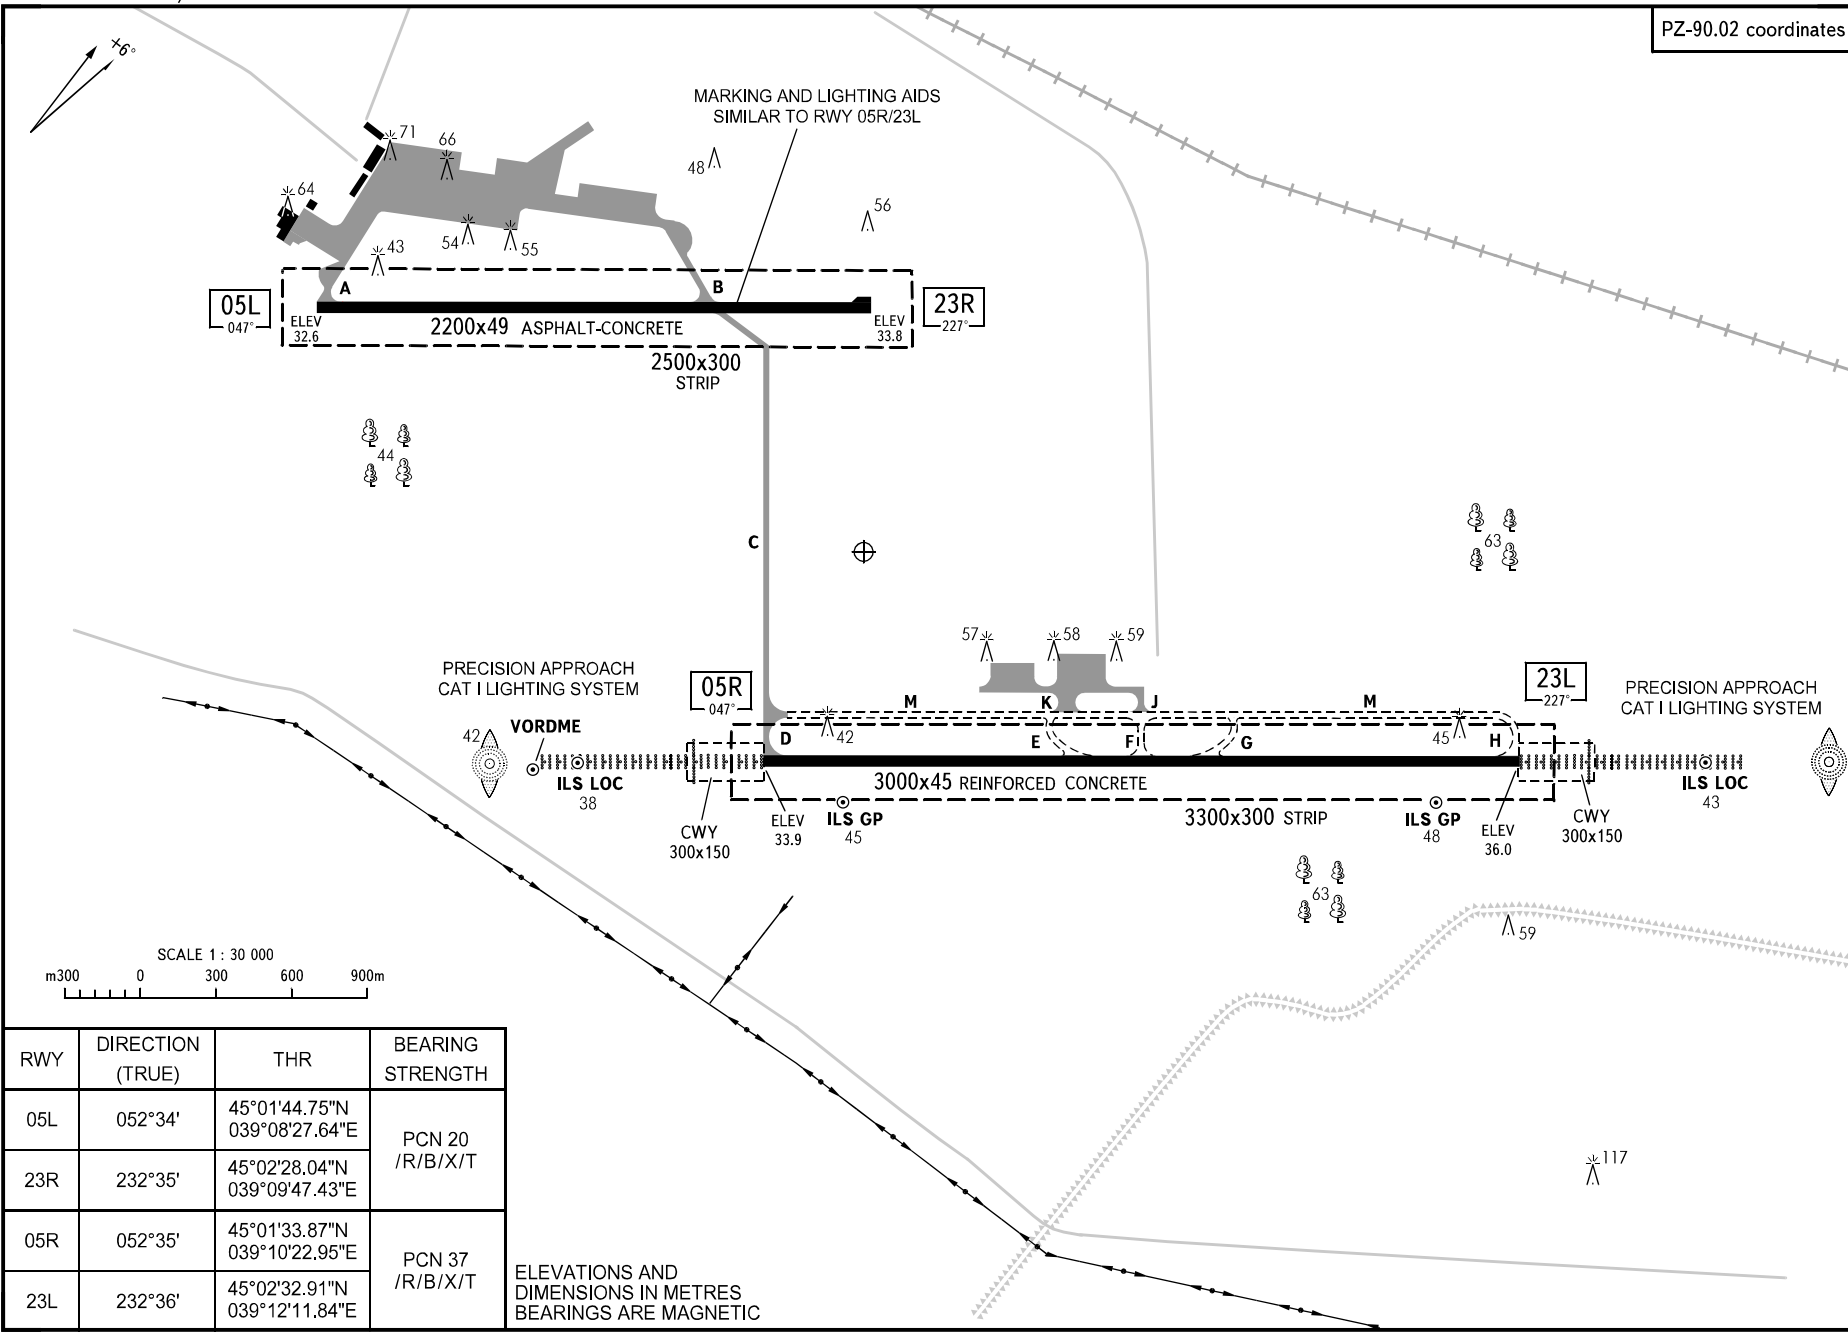 PZ-90.02 coordinates
+6°
MARKING AND LIGHTING AIDS
SIMILAR TO RWY 05R/23L
71
66
64
48
56
54
55
43
A
B
05L
047°
ELEV
32.6
2200x49 ASPHALT-CONCRETE
ELEV
33.8
23R
227°
2500x300
STRIP
44
C
63
57
58
59
PRECISION APPROACH
CAT I LIGHTING SYSTEM
05R
047°
23L
227°
PRECISION APPROACH
CAT I LIGHTING SYSTEM
M
K
J
M
42
VORDME
D
42
E
F
G
45
H
ILS LOC
38
3000x45 REINFORCED CONCRETE
ILS LOC
43
CWY
300x150
ELEV
33.9
ILS GP
45
3300x300 STRIP
ILS GP
48
ELEV
36.0
CWY
300x150
63
59
SCALE 1 : 30 000
m300 0 300 600 900m
117
RWY
DIRECTION
(TRUE)
THR
BEARING
STRENGTH
05L
052°34'
45°01'44.75"N
039°08'27.64"E
PCN 20
/R/B/X/T
23R
232°35'
45°02'28.04"N
039°09'47.43"E
05R
052°35'
45°01'33.87"N
039°10'22.95"E
PCN 37
/R/B/X/T
23L
232°36'
45°02'32.91"N
039°12'11.84"E
ELEVATIONS AND
DIMENSIONS IN METRES
BEARINGS ARE MAGNETIC